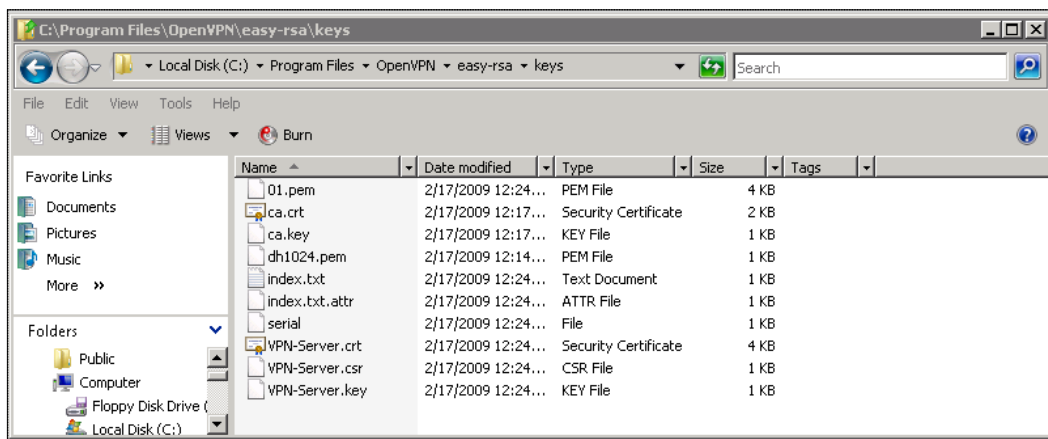 C:\Program Files\OpenVPN\easy-rsa\keys
Local Disk (C:) Program Files OpenVPN easy-rsa keys Search
File Edit View Tools Help
Organize Views Burn
Favorite Links
Documents
Pictures
Music
More »
Folders
Public
Computer
Floppy Disk Drive (
Local Disk (C:)
Name Date modified Type Size Tags
01.pem 2/17/2009 12:24... PEM File 4 KB
ca.crt 2/17/2009 12:17... Security Certificate 2 KB
ca.key 2/17/2009 12:17... KEY File 1 KB
dh1024.pem 2/17/2009 12:14... PEM File 1 KB
index.txt 2/17/2009 12:24... Text Document 1 KB
index.txt.attr 2/17/2009 12:24... ATTR File 1 KB
serial 2/17/2009 12:24... File 1 KB
VPN-Server.crt 2/17/2009 12:24... Security Certificate 4 KB
VPN-Server.csr 2/17/2009 12:24... CSR File 1 KB
VPN-Server.key 2/17/2009 12:24... KEY File 1 KB